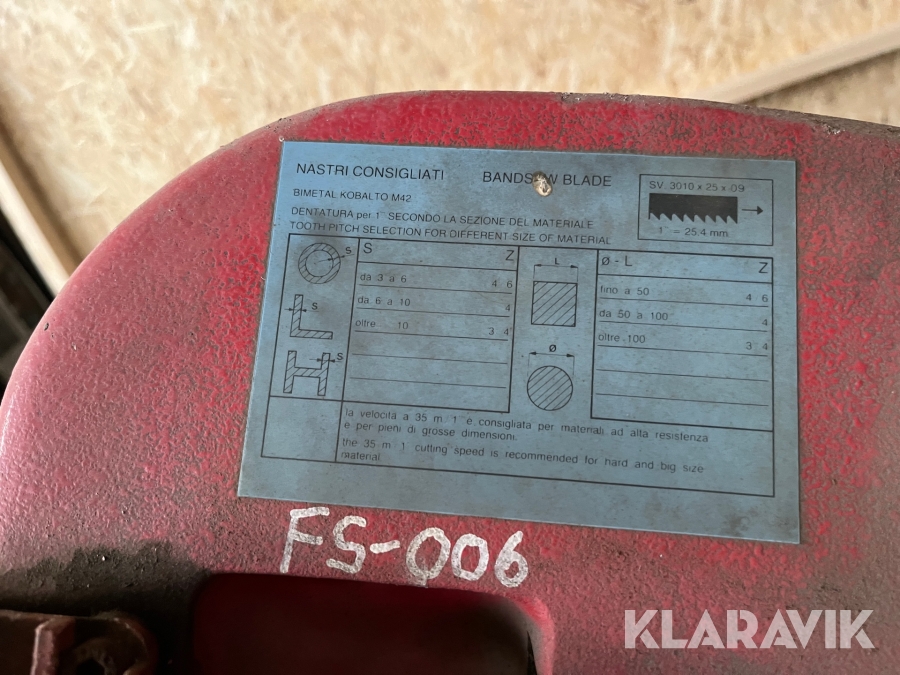 NASTRI CONSIGLIATI BANDSAW BLADE
BIMETAL KOBALTO M42
DENTATURA per 1" SECONDO LA SEZIONE DEL MATERIALE
TOOTH PITCH SELECTION FOR DIFFERENT SIZE OF MATERIAL
SV. 3010 x 25 x 09
1" = 25.4 mm
S Z
da 3 a 6 4 6
da 6 a 10 4
oltre 10 3 4
S
S
S
L
Ø
Ø - L Z
fino a 50 4 6
da 50 a 100 4
oltre 100 3 4
la velocita a 35 m. 1' e consigliata per materiali ad alta resistenza
e per pieni di grosse dimensioni.
the 35 m. 1 cutting speed is recommended for hard and big size
material
FS-006
KLARAVIK